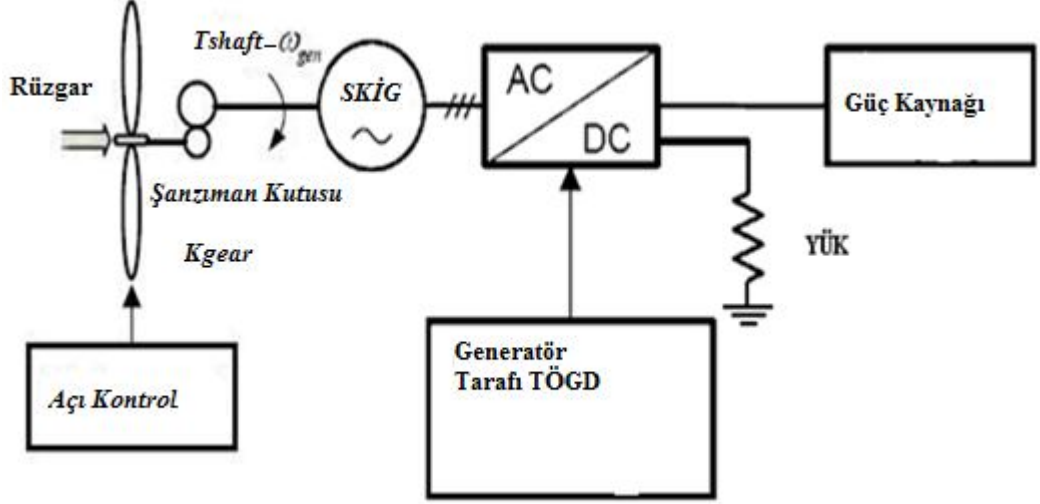 Tshaft–ωgen
Rüzgar
SKİG
AC
DC
Güç Kaynağı
Şanzıman Kutusu
Kgear
YÜK
Generatör
Tarafı TÖGD
Açı Kontrol